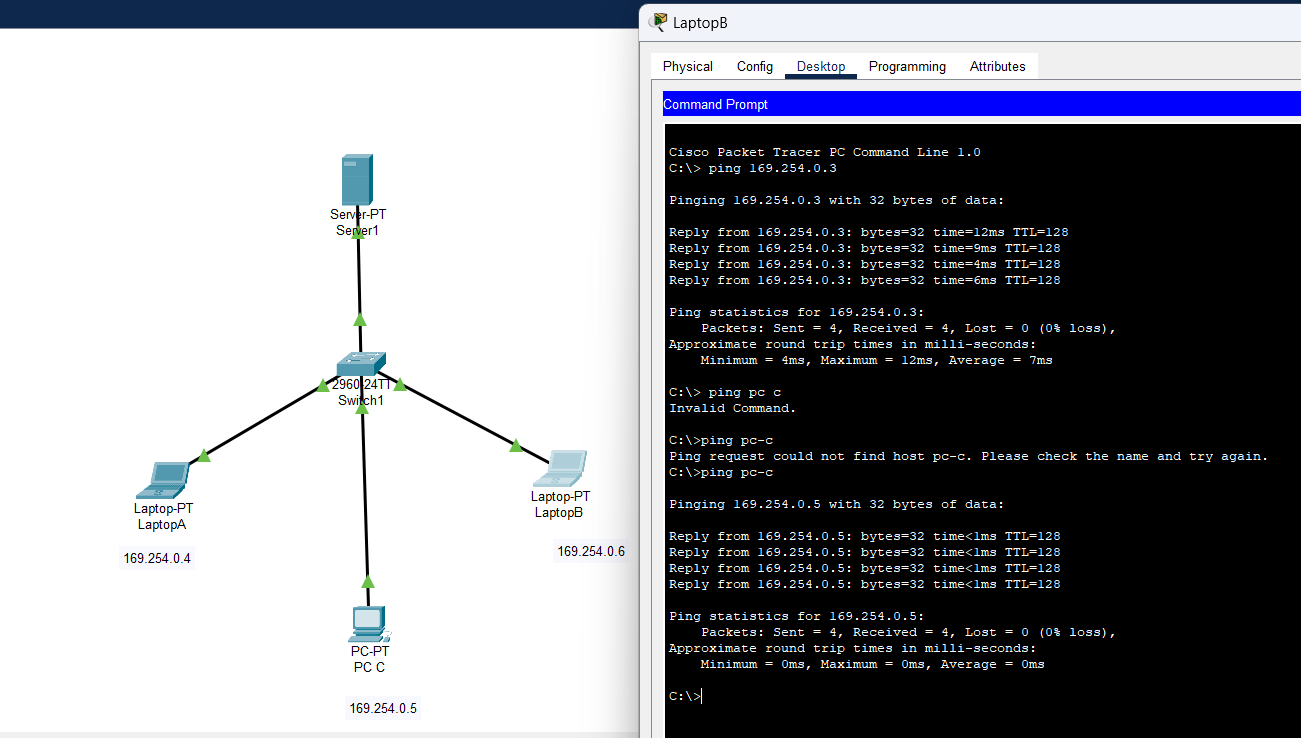 Server-PT
Server1
2960-24TT
Switch1
Laptop-PT
LaptopA
169.254.0.4
Laptop-PT
LaptopB
169.254.0.6
PC-PT
PC C
169.254.0.5
LaptopB
Physical Config Desktop Programming Attributes
Command Prompt
Cisco Packet Tracer PC Command Line 1.0
C:\> ping 169.254.0.3
Pinging 169.254.0.3 with 32 bytes of data:
Reply from 169.254.0.3: bytes=32 time=12ms TTL=128
Reply from 169.254.0.3: bytes=32 time=9ms TTL=128
Reply from 169.254.0.3: bytes=32 time=4ms TTL=128
Reply from 169.254.0.3: bytes=32 time=6ms TTL=128
Ping statistics for 169.254.0.3:
Packets: Sent = 4, Received = 4, Lost = 0 (0% loss),
Approximate round trip times in milli-seconds:
Minimum = 4ms, Maximum = 12ms, Average = 7ms
C:\> ping pc c
Invalid Command.
C:\>ping pc-c
Ping request could not find host pc-c. Please check the name and try again.
C:\>ping pc-c
Pinging 169.254.0.5 with 32 bytes of data:
Reply from 169.254.0.5: bytes=32 time<1ms TTL=128
Reply from 169.254.0.5: bytes=32 time<1ms TTL=128
Reply from 169.254.0.5: bytes=32 time<1ms TTL=128
Reply from 169.254.0.5: bytes=32 time<1ms TTL=128
Ping statistics for 169.254.0.5:
Packets: Sent = 4, Received = 4, Lost = 0 (0% loss),
Approximate round trip times in milli-seconds:
Minimum = 0ms, Maximum = 0ms, Average = 0ms
C:\>